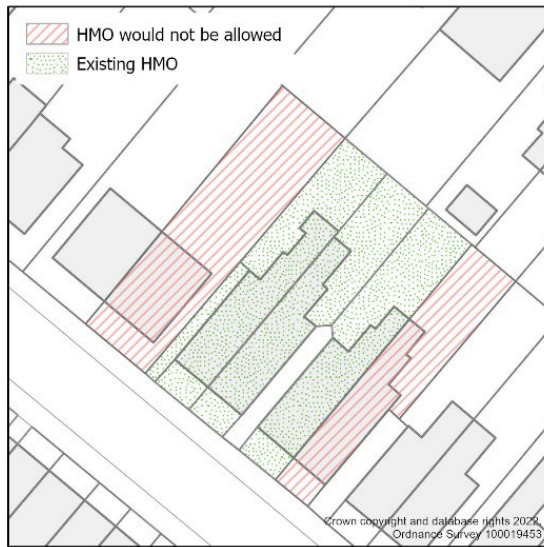 HMO would not be allowed
Existing HMO
Crown copyright and database rights 2022,
Ordnance Survey 100019453